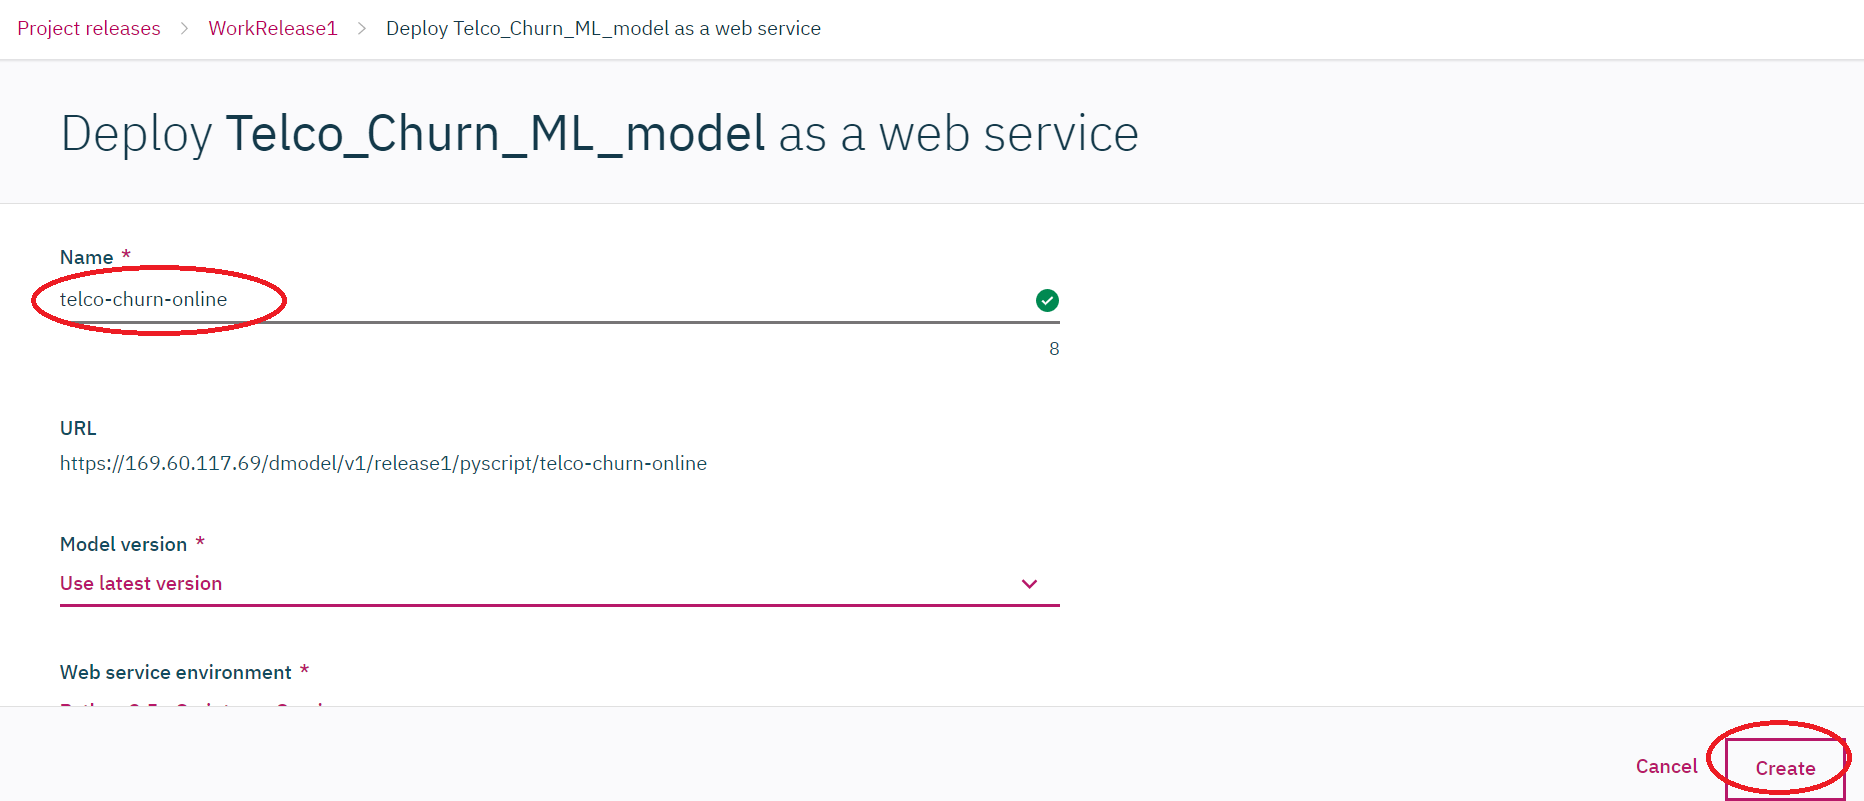 Project releases > WorkRelease1 > Deploy Telco_Churn_ML_model as a web service
Deploy Telco_Churn_ML_model as a web service
Name *
telco-churn-online
8
URL
https://169.60.117.69/dmodel/v1/release1/pyscript/telco-churn-online
Model version *
Use latest version
Web service environment *
Cancel
Create